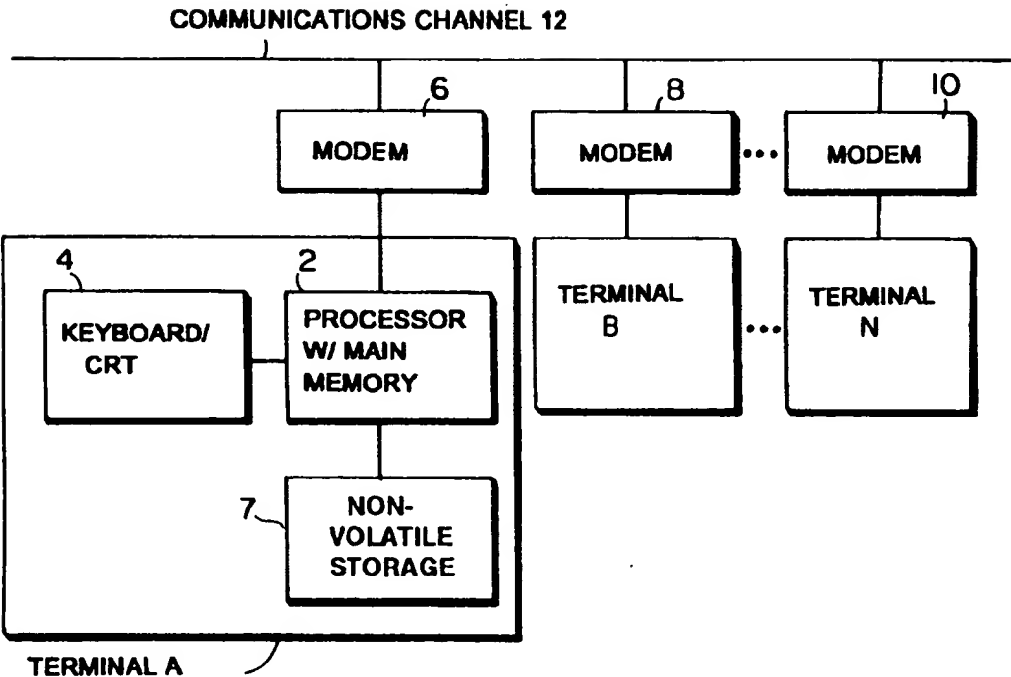 COMMUNICATIONS CHANNEL 12
6
8
10
MODEM
MODEM
MODEM
4
2
KEYBOARD/
CRT
PROCESSOR
W/ MAIN
MEMORY
TERMINAL
B
TERMINAL
N
7
NON-
VOLATILE
STORAGE
TERMINAL A